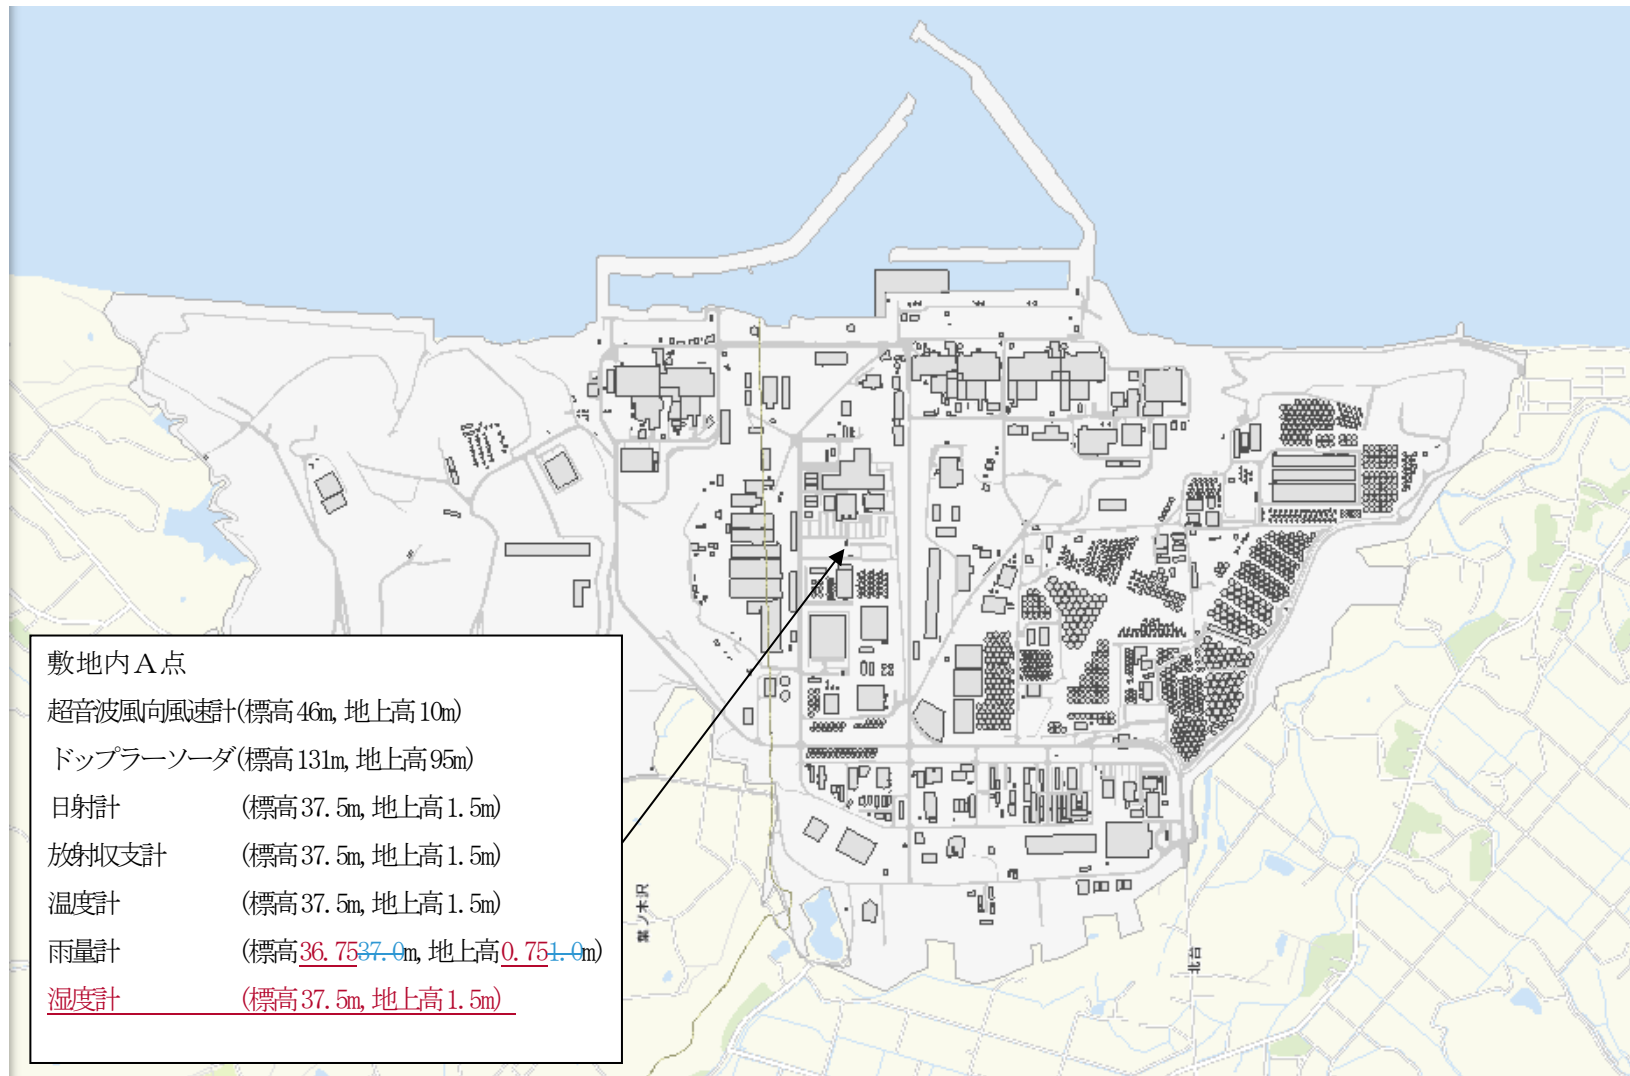 敷地内A点
超音波風向風速計(標高46m, 地上高10m)
ドップラーソーダ(標高131m, 地上高95m)
日射計 (標高37.5m, 地上高1.5m)
放射収支計 (標高37.5m, 地上高1.5m)
温度計 (標高37.5m, 地上高1.5m)
雨量計 (標高36.7537.0m, 地上高0.751.0m)
湿度計 (標高37.5m, 地上高1.5m)
北台